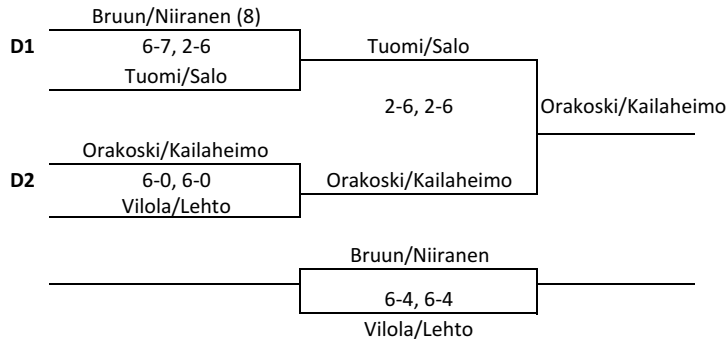 Bruun/Niiranen (8)
D1 6-7, 2-6 Tuomi/Salo
Tuomi/Salo
2-6, 2-6 Orakoski/Kailaheimo
Orakoski/Kailaheimo
D2 6-0, 6-0 Orakoski/Kailaheimo
Vilola/Lehto
Bruun/Niiranen
6-4, 6-4
Vilola/Lehto